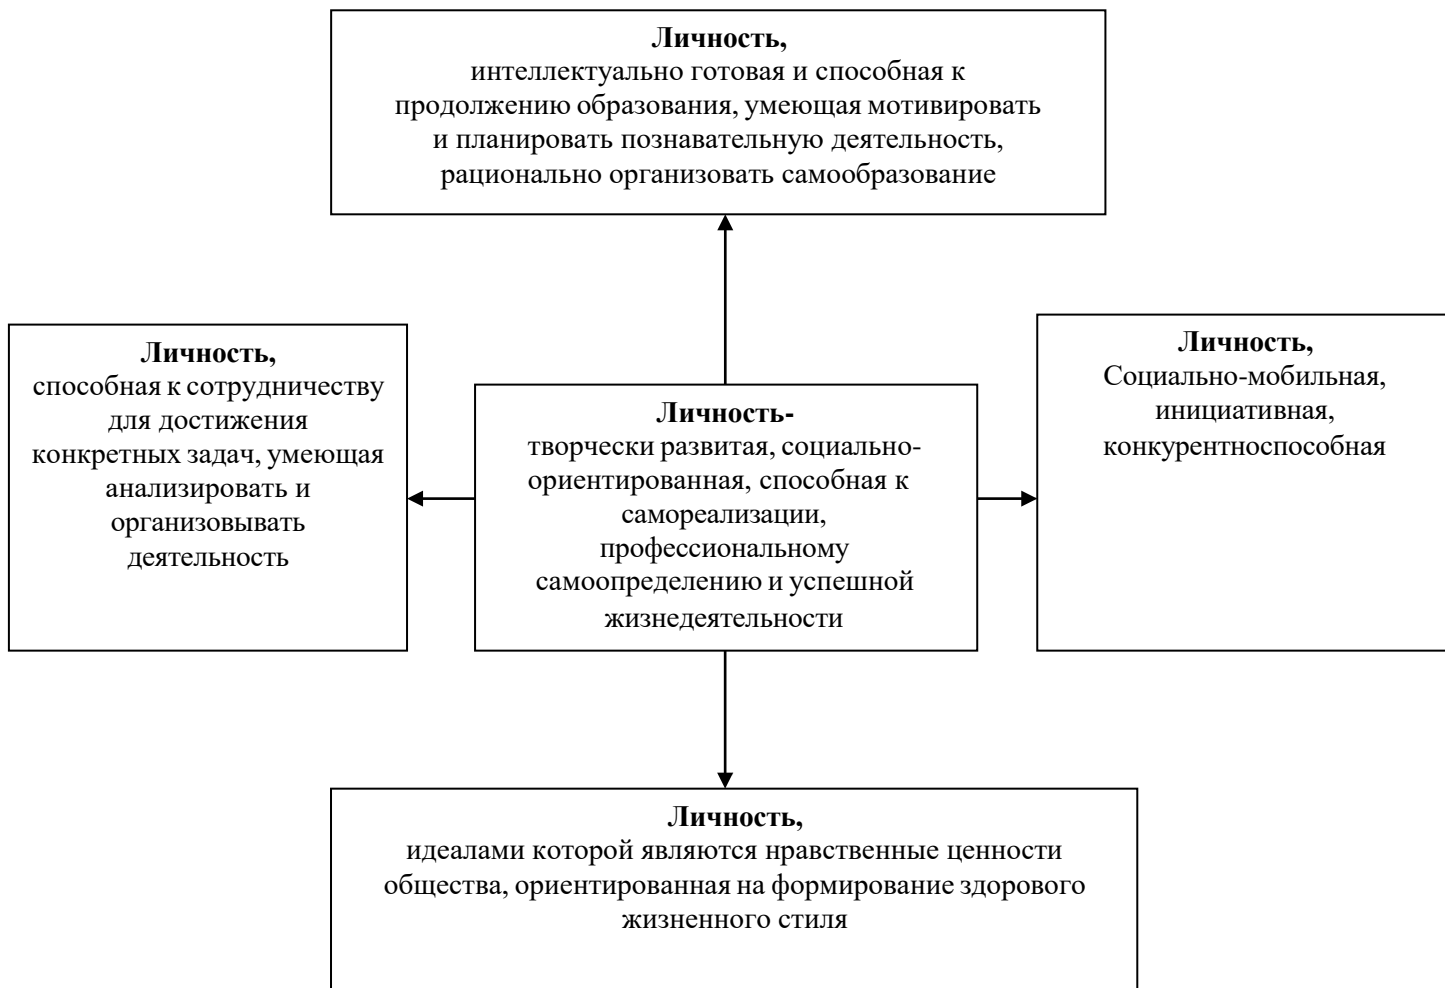 Личность,
интеллектуально готовая и способная к
продолжению образования, умеющая мотивировать
и планировать познавательную деятельность,
рационально организовать самообразование
Личность,
способная к сотрудничеству
для достижения
конкретных задач, умеющая
анализировать и
организовывать
деятельность
Личность-
творчески развитая, социально-
ориентированная, способная к
самореализации,
профессиональному
самоопределению и успешной
жизнедеятельности
Личность,
Социально-мобильная,
инициативная,
конкурентноспособная
Личность,
идеалами которой являются нравственные ценности
общества, ориентированная на формирование здорового
жизненного стиля